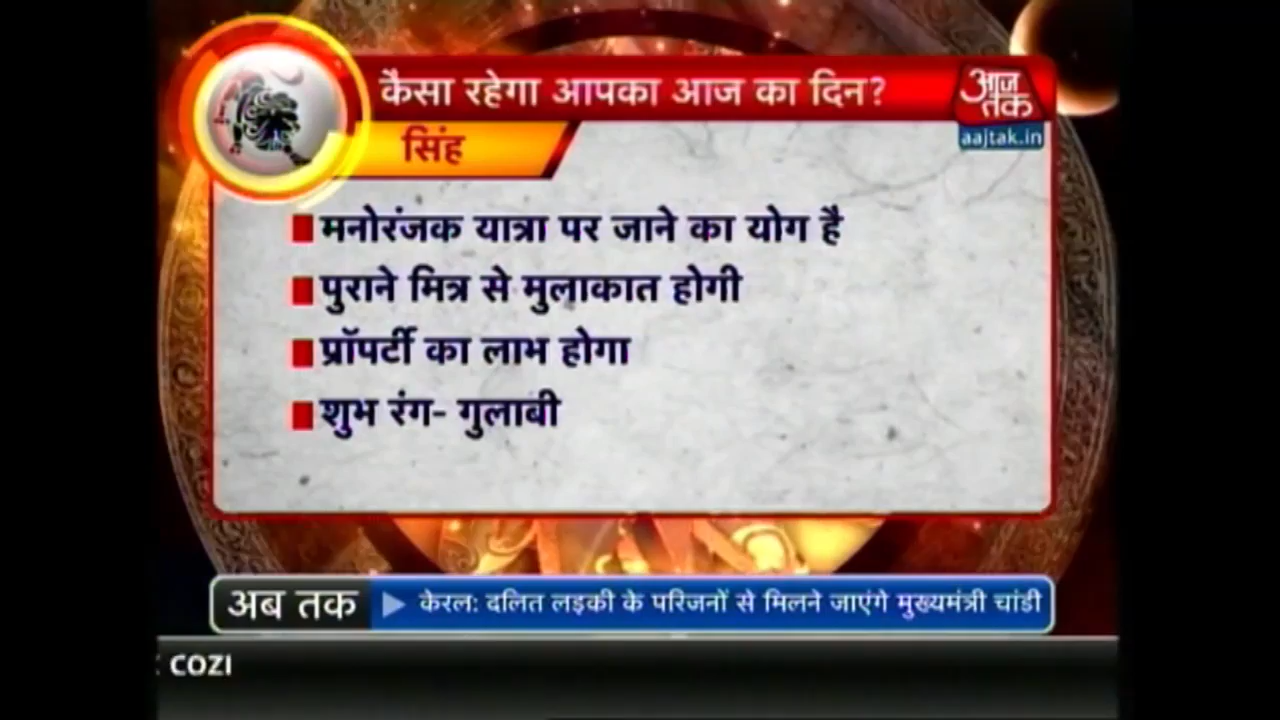 कैसा रहेगा आपका आज का दिन?
आज
तक
aajtak.in
सिंह
मनोरंजक यात्रा पर जाने का योग है
पुराने मित्र से मुलाकात होगी
प्रॉपर्टी का लाभ होगा
शुभ रंग- गुलाबी
अब तक
केरल: दलित लड़की के परिजनों से मिलने जाएंगे मुख्यमंत्री चांडी
COZI